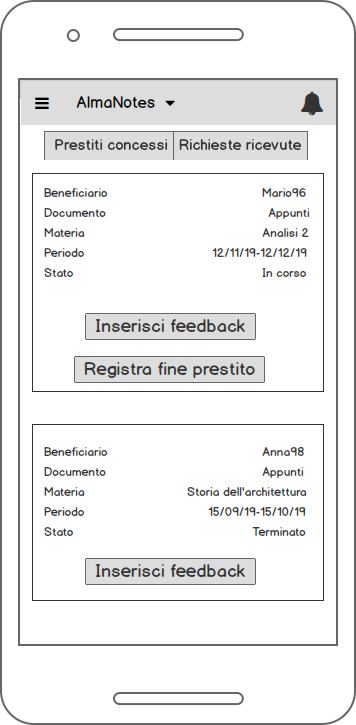 AlmaNotes
Prestiti concessi Richieste ricevute
Beneficiario Mario96
Documento Appunti
Materia Analisi 2
Periodo 12/11/19-12/12/19
Stato In corso
Inserisci feedback
Registra fine prestito
Beneficiario Anna98
Documento Appunti
Materia Storia dell'architettura
Periodo 15/09/19-15/10/19
Stato Terminato
Inserisci feedback